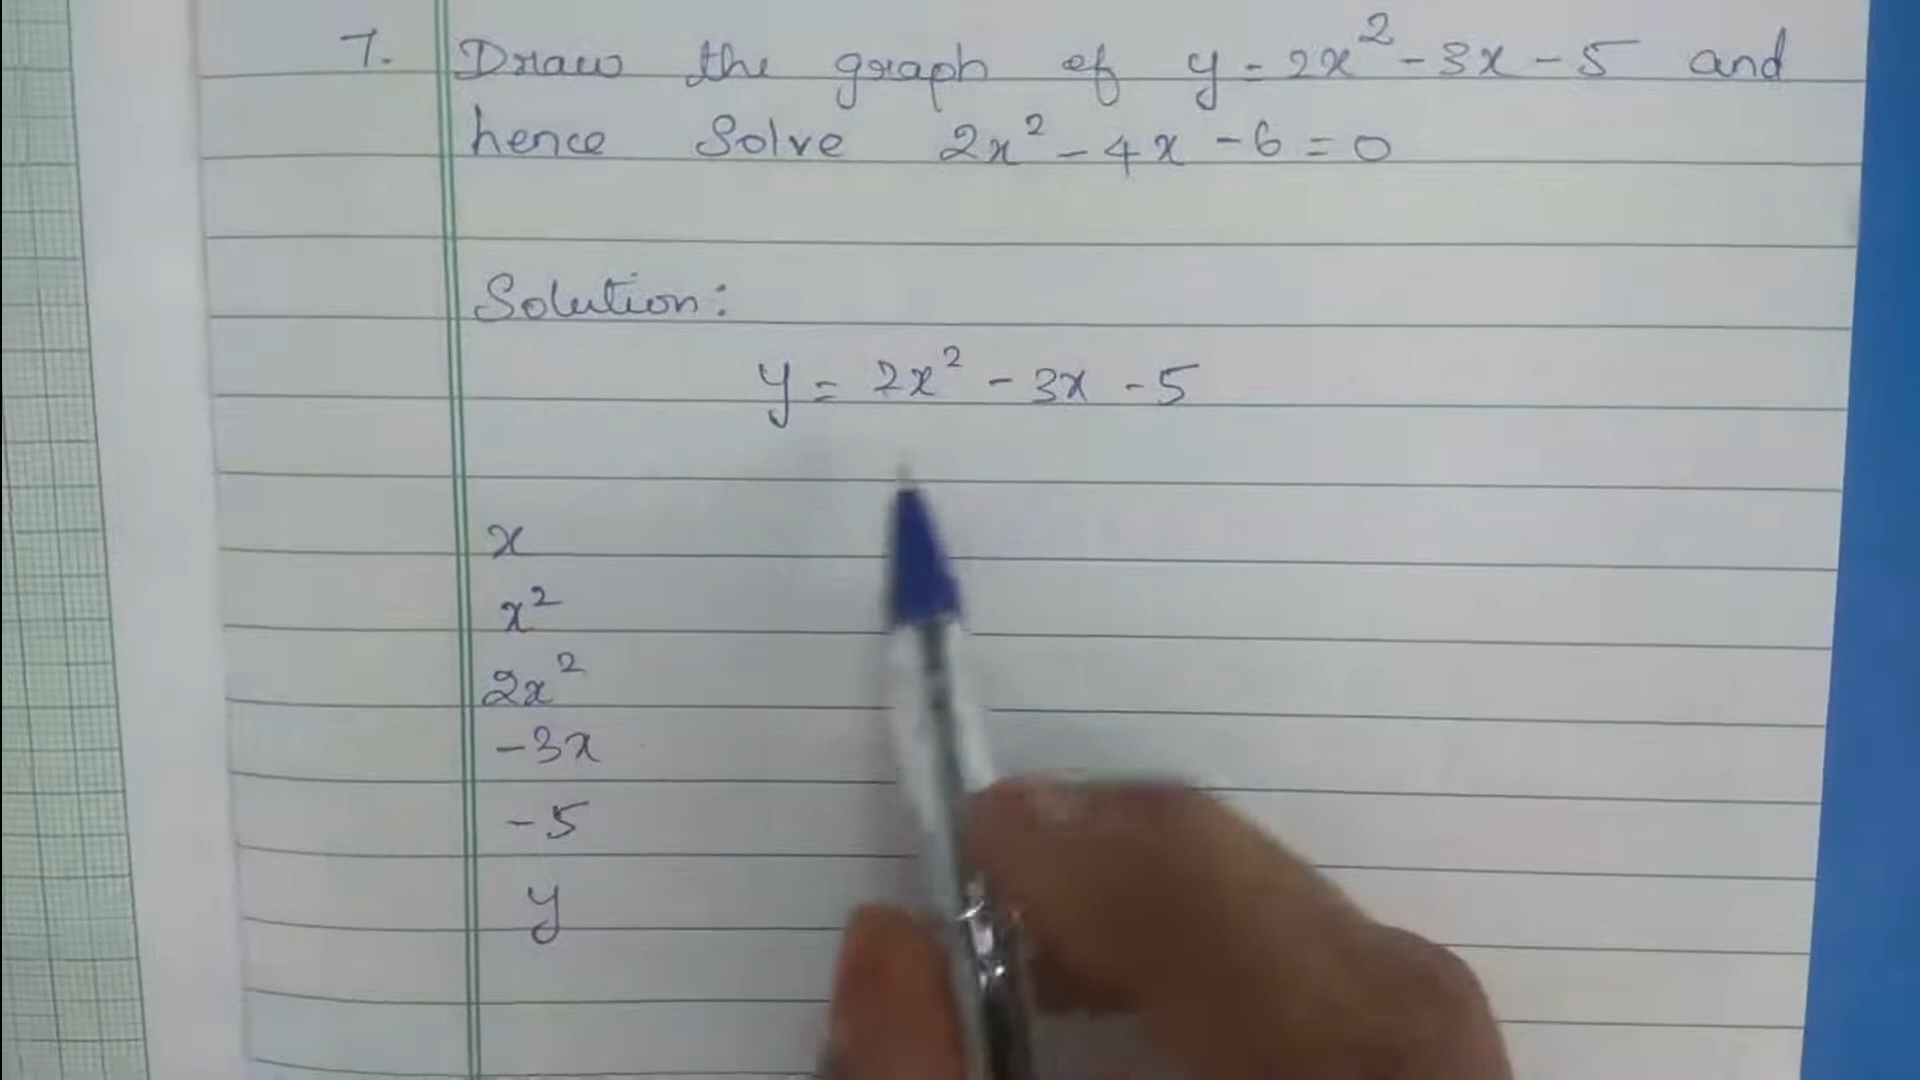 7. Draw the graph of y = 2x² - 3x - 5 and
hence Solve 2x² - 4x - 6 = 0
Solution:
y = 2x² - 3x - 5
x
x²
2x²
-3x
-5
y